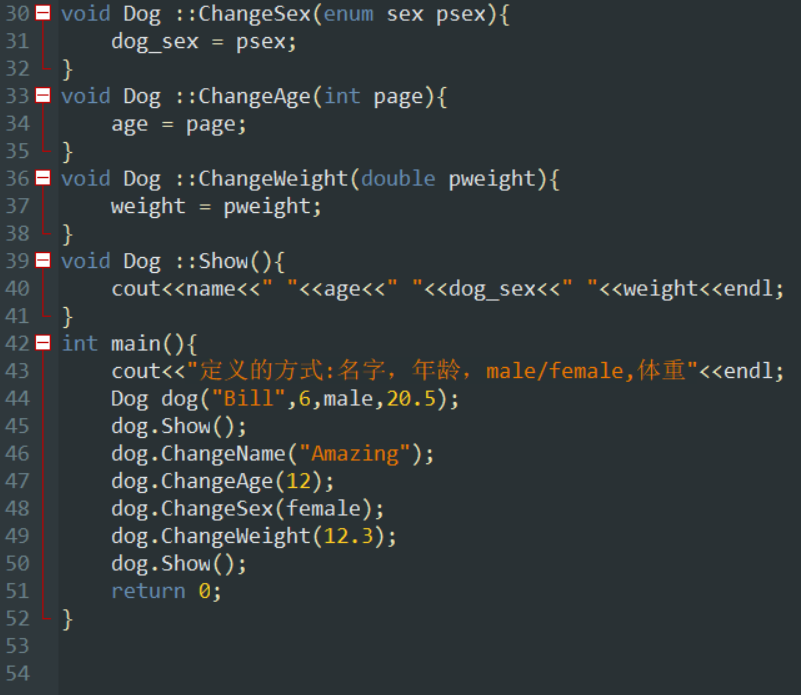 30 void Dog ::ChangeSex(enum sex psex){
31     dog_sex = psex;
32 }
33 void Dog ::ChangeAge(int page){
34     age = page;
35 }
36 void Dog ::ChangeWeight(double pweight){
37     weight = pweight;
38 }
39 void Dog ::Show(){
40     cout<<name<<" "<<age<<" "<<dog_sex<<" "<<weight<<endl;
41 }
42 int main(){
43     cout<<"定义的方式:名字, 年龄, male/female,体重"<<endl;
44     Dog dog("Bill",6,male,20.5);
45     dog.Show();
46     dog.ChangeName("Amazing");
47     dog.ChangeAge(12);
48     dog.ChangeSex(female);
49     dog.ChangeWeight(12.3);
50     dog.Show();
51     return 0;
52 }
53
54